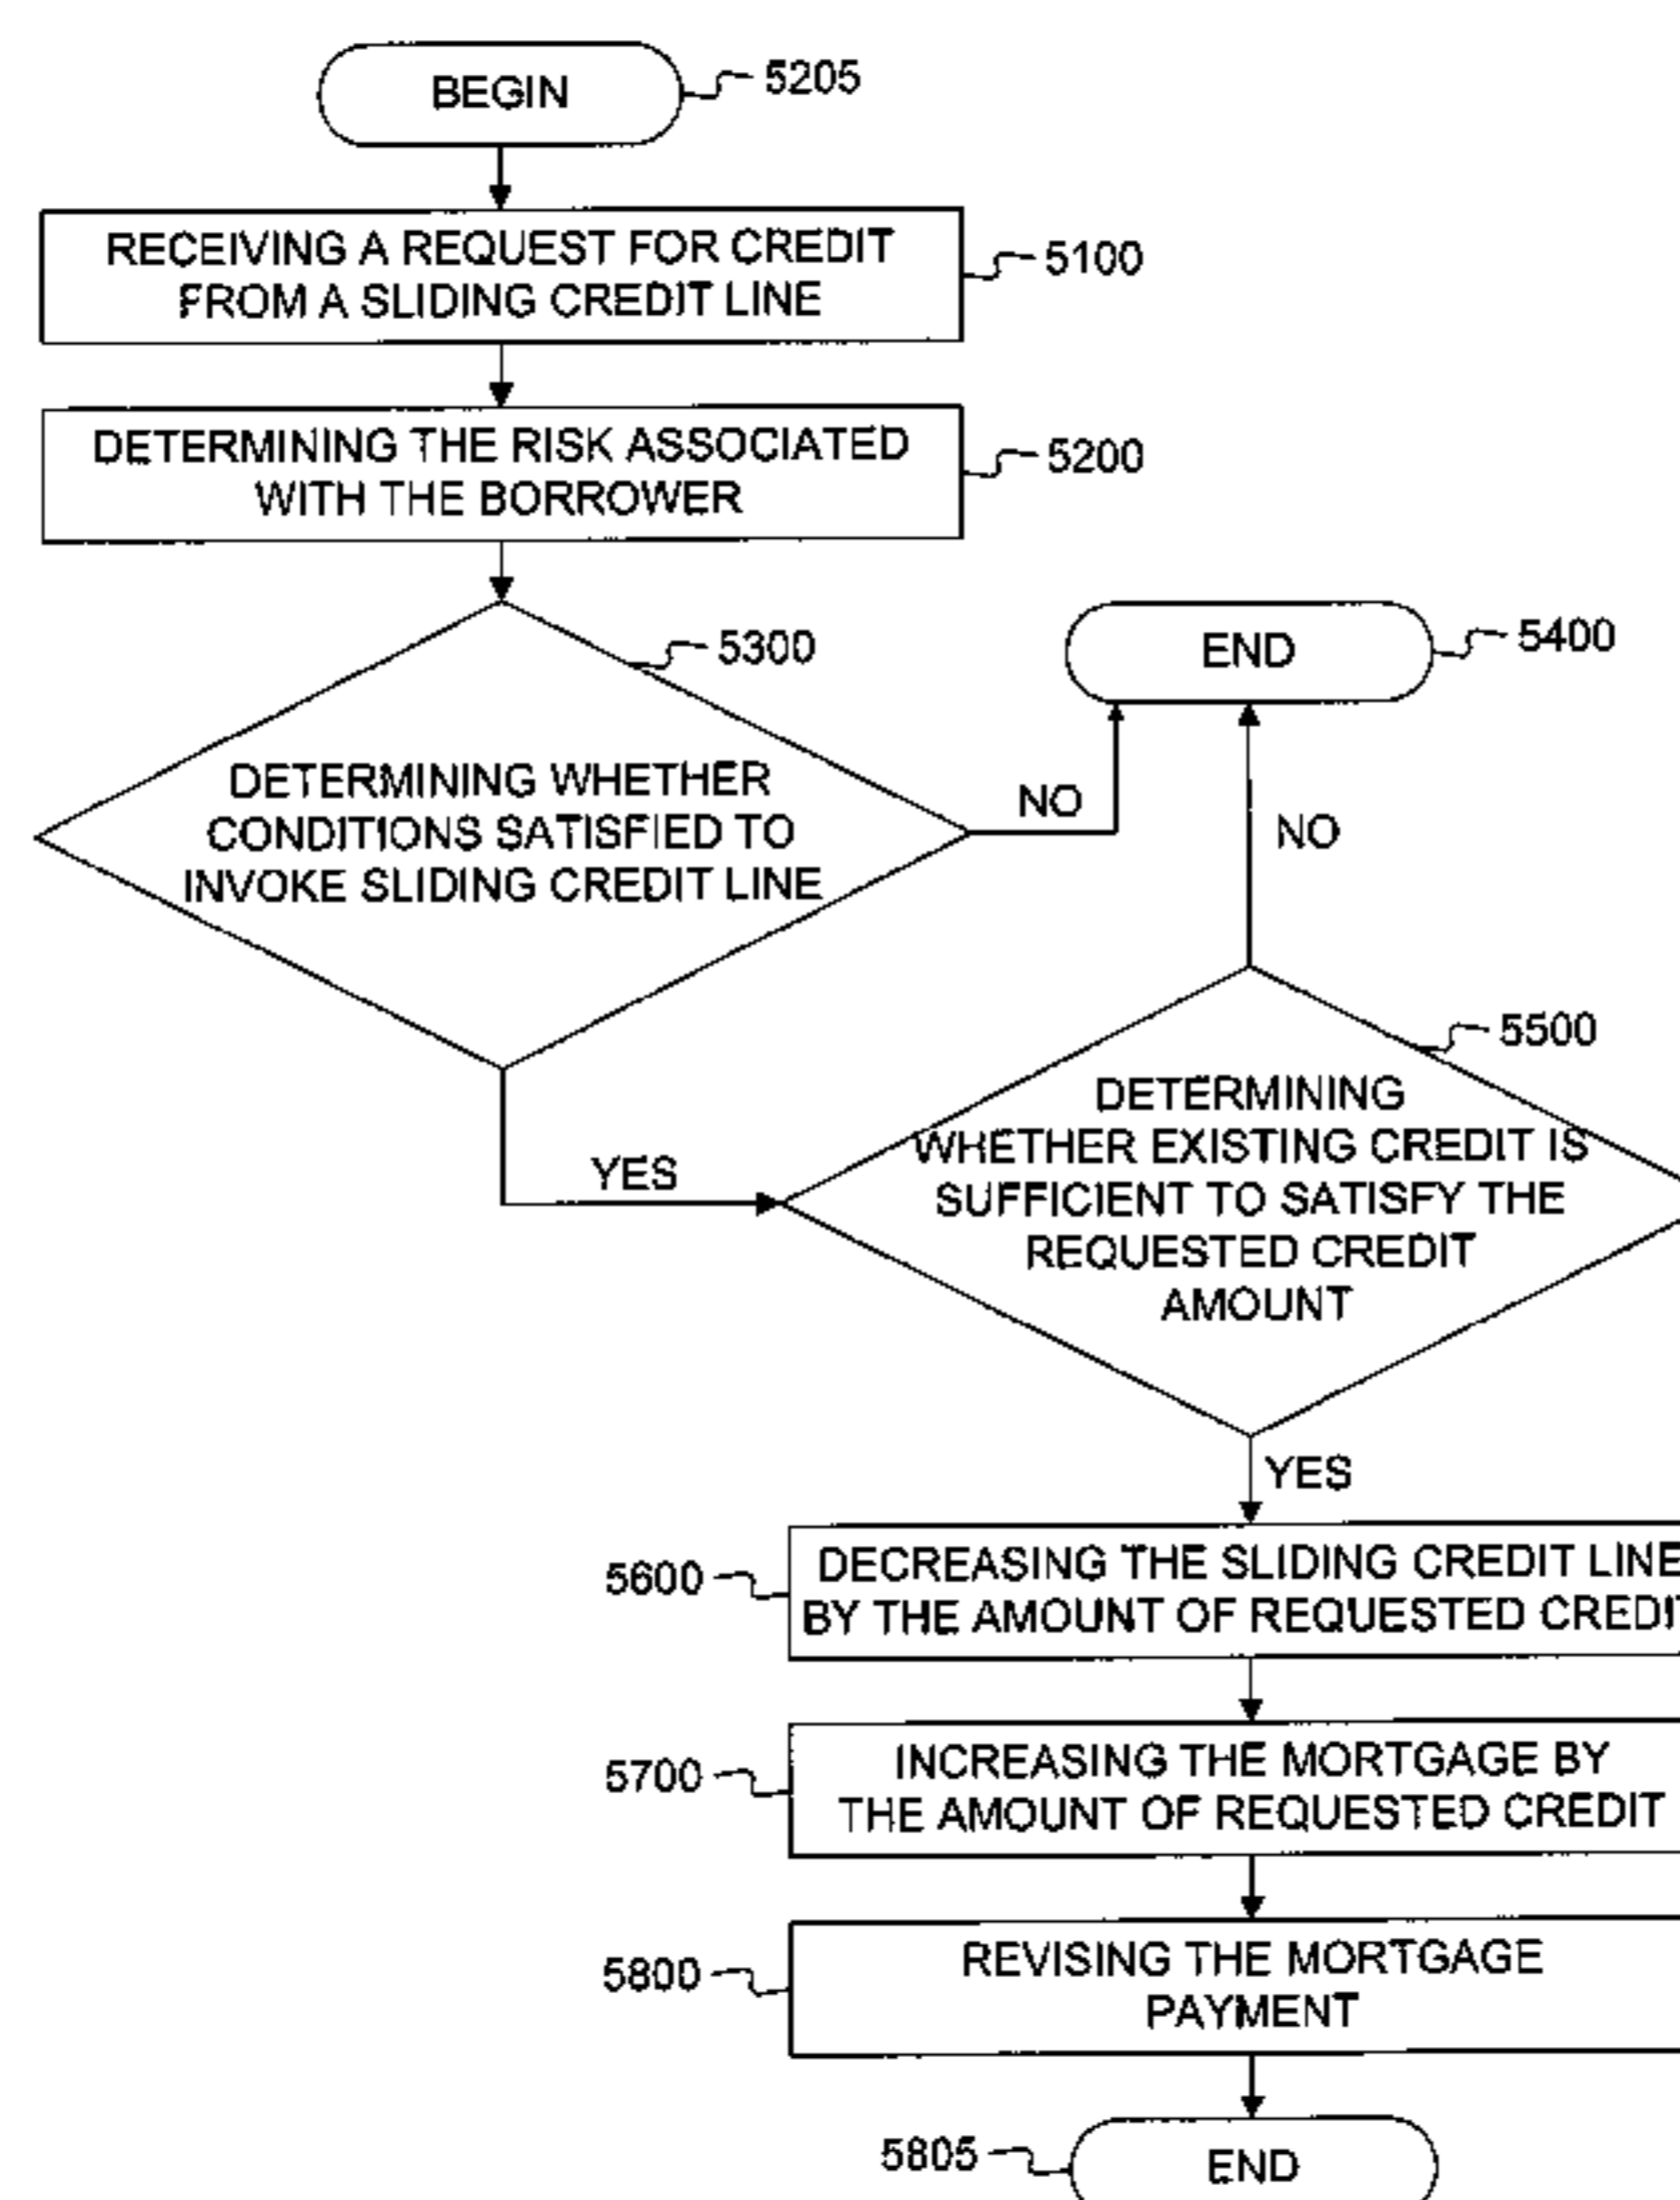 BEGIN
5205
RECEIVING A REQUEST FOR CREDIT
FROM A SLIDING CREDIT LINE
5100
DETERMINING THE RISK ASSOCIATED
WITH THE BORROWER
5200
5300
DETERMINING WHETHER
CONDITIONS SATISFIED TO
INVOKE SLIDING CREDIT LINE
NO
END
5400
NO
YES
5500
DETERMINING
WHETHER EXISTING CREDIT IS
SUFFICIENT TO SATISFY THE
REQUESTED CREDIT
AMOUNT
YES
5600
DECREASING THE SLIDING CREDIT LINE
BY THE AMOUNT OF REQUESTED CREDIT
5700
INCREASING THE MORTGAGE BY
THE AMOUNT OF REQUESTED CREDIT
5800
REVISING THE MORTGAGE
PAYMENT
5805
END